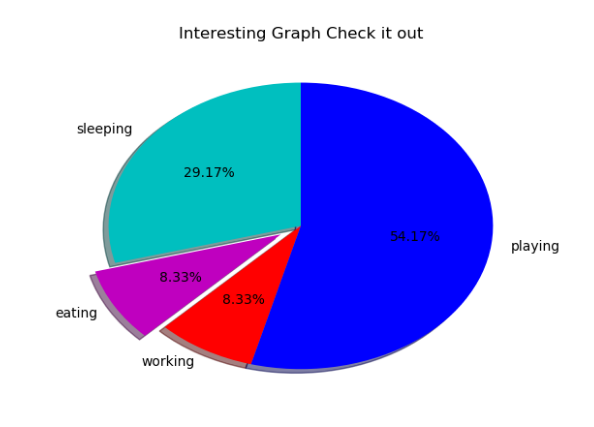 Interesting Graph Check it out
sleeping
29.17%
54.17%
playing
8.33%
8.33%
eating
working